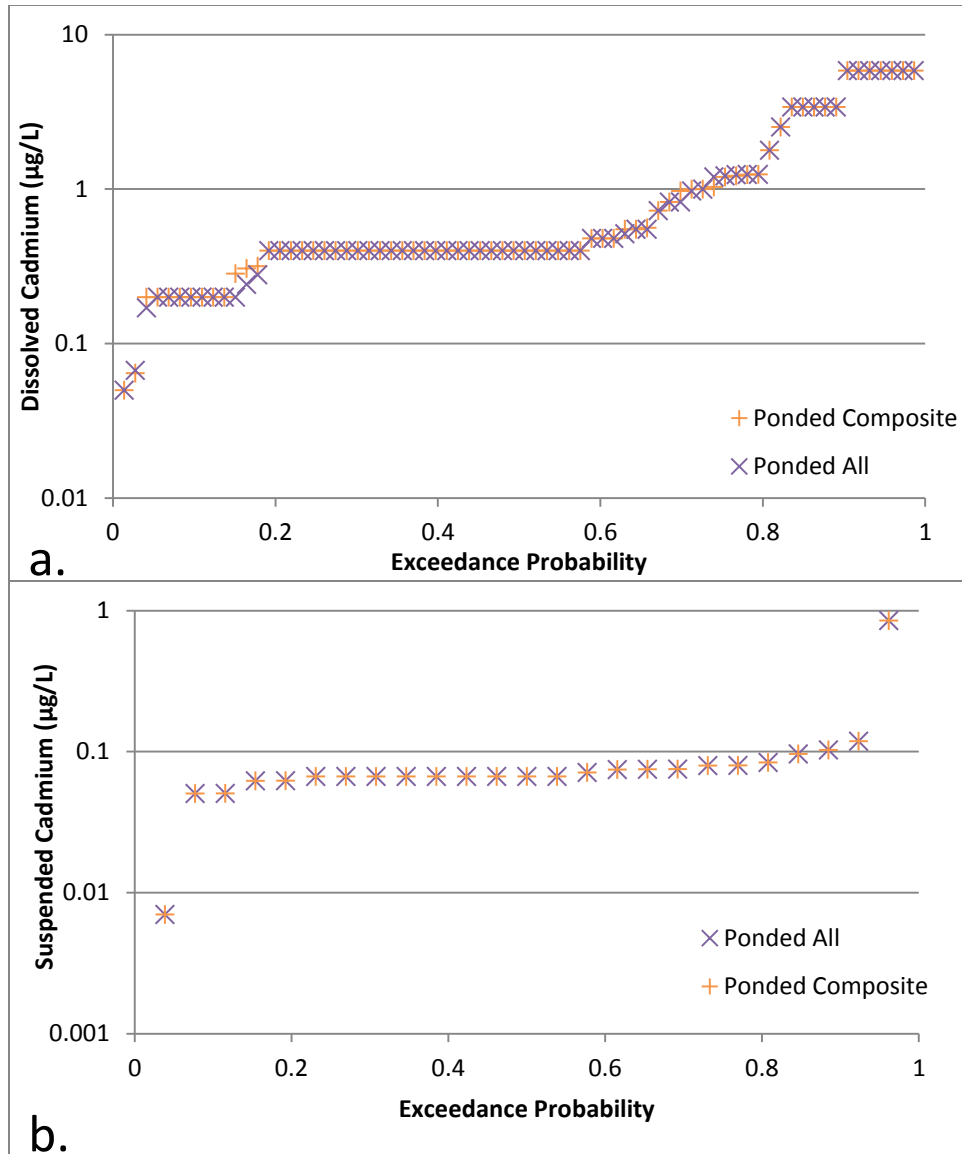 10
1
0.1
0.01
Dissolved Cadmium (µg/L)
Ponded Composite
Ponded All
0 0.2 0.4 0.6 0.8 1
Exceedance Probability
a.
1
0.1
0.01
0.001
Suspended Cadmium (µg/L)
Ponded All
Ponded Composite
0 0.2 0.4 0.6 0.8 1
Exceedance Probability
b.